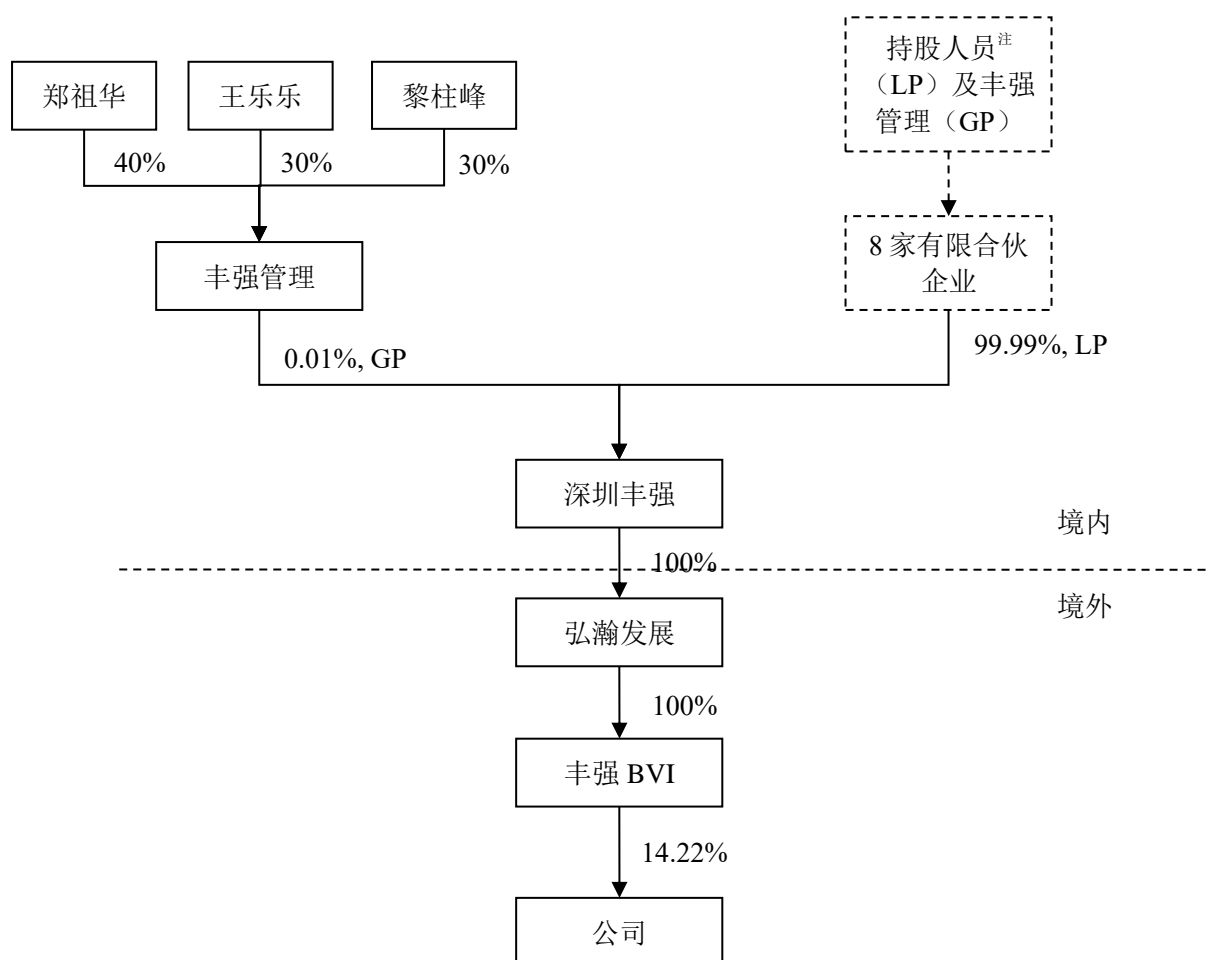 郑祖华
王乐乐
黎柱峰
持股人员注
（LP）及丰强
管理（GP）
40%
30%
30%
丰强管理
8 家有限合伙
企业
0.01%, GP
99.99%, LP
深圳丰强
境内
100%
境外
弘瀚发展
100%
丰强 BVI
14.22%
公司